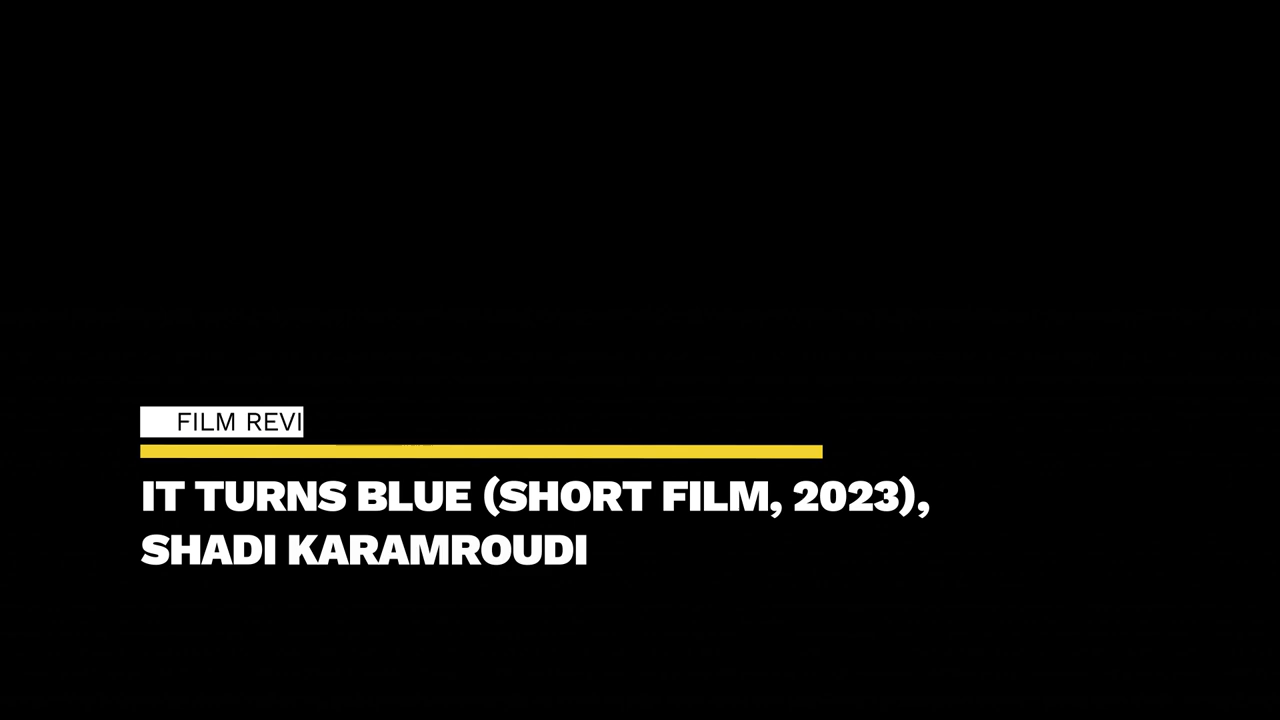 FILM REVI
IT TURNS BLUE (SHORT FILM, 2023),
SHADI KARAMROUDI